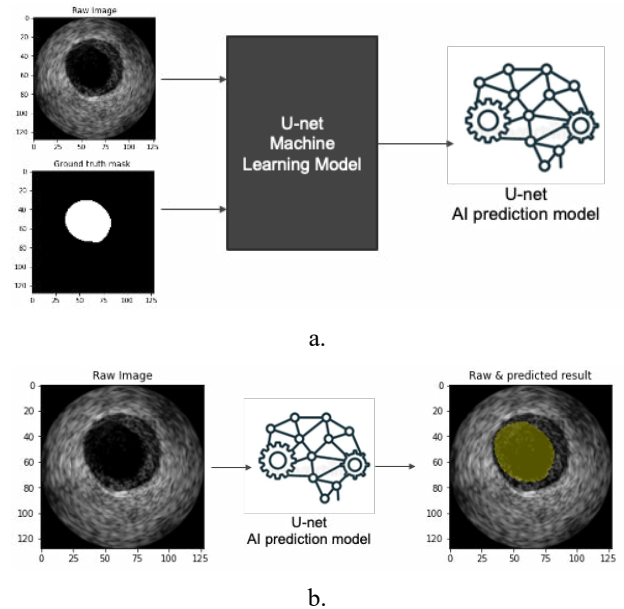 Raw Image
0
20
40
60
80
100
120
0 25 50 75 100 125
Ground truth mask
0
20
40
60
80
100
120
0 25 50 75 100 125
U-net
Machine
Learning Model
U-net
AI prediction model
a.
Raw Image
0
20
40
60
80
100
120
0 25 50 75 100 125
U-net
AI prediction model
Raw & predicted result
0
20
40
60
80
100
120
0 25 50 75 100 125
b.